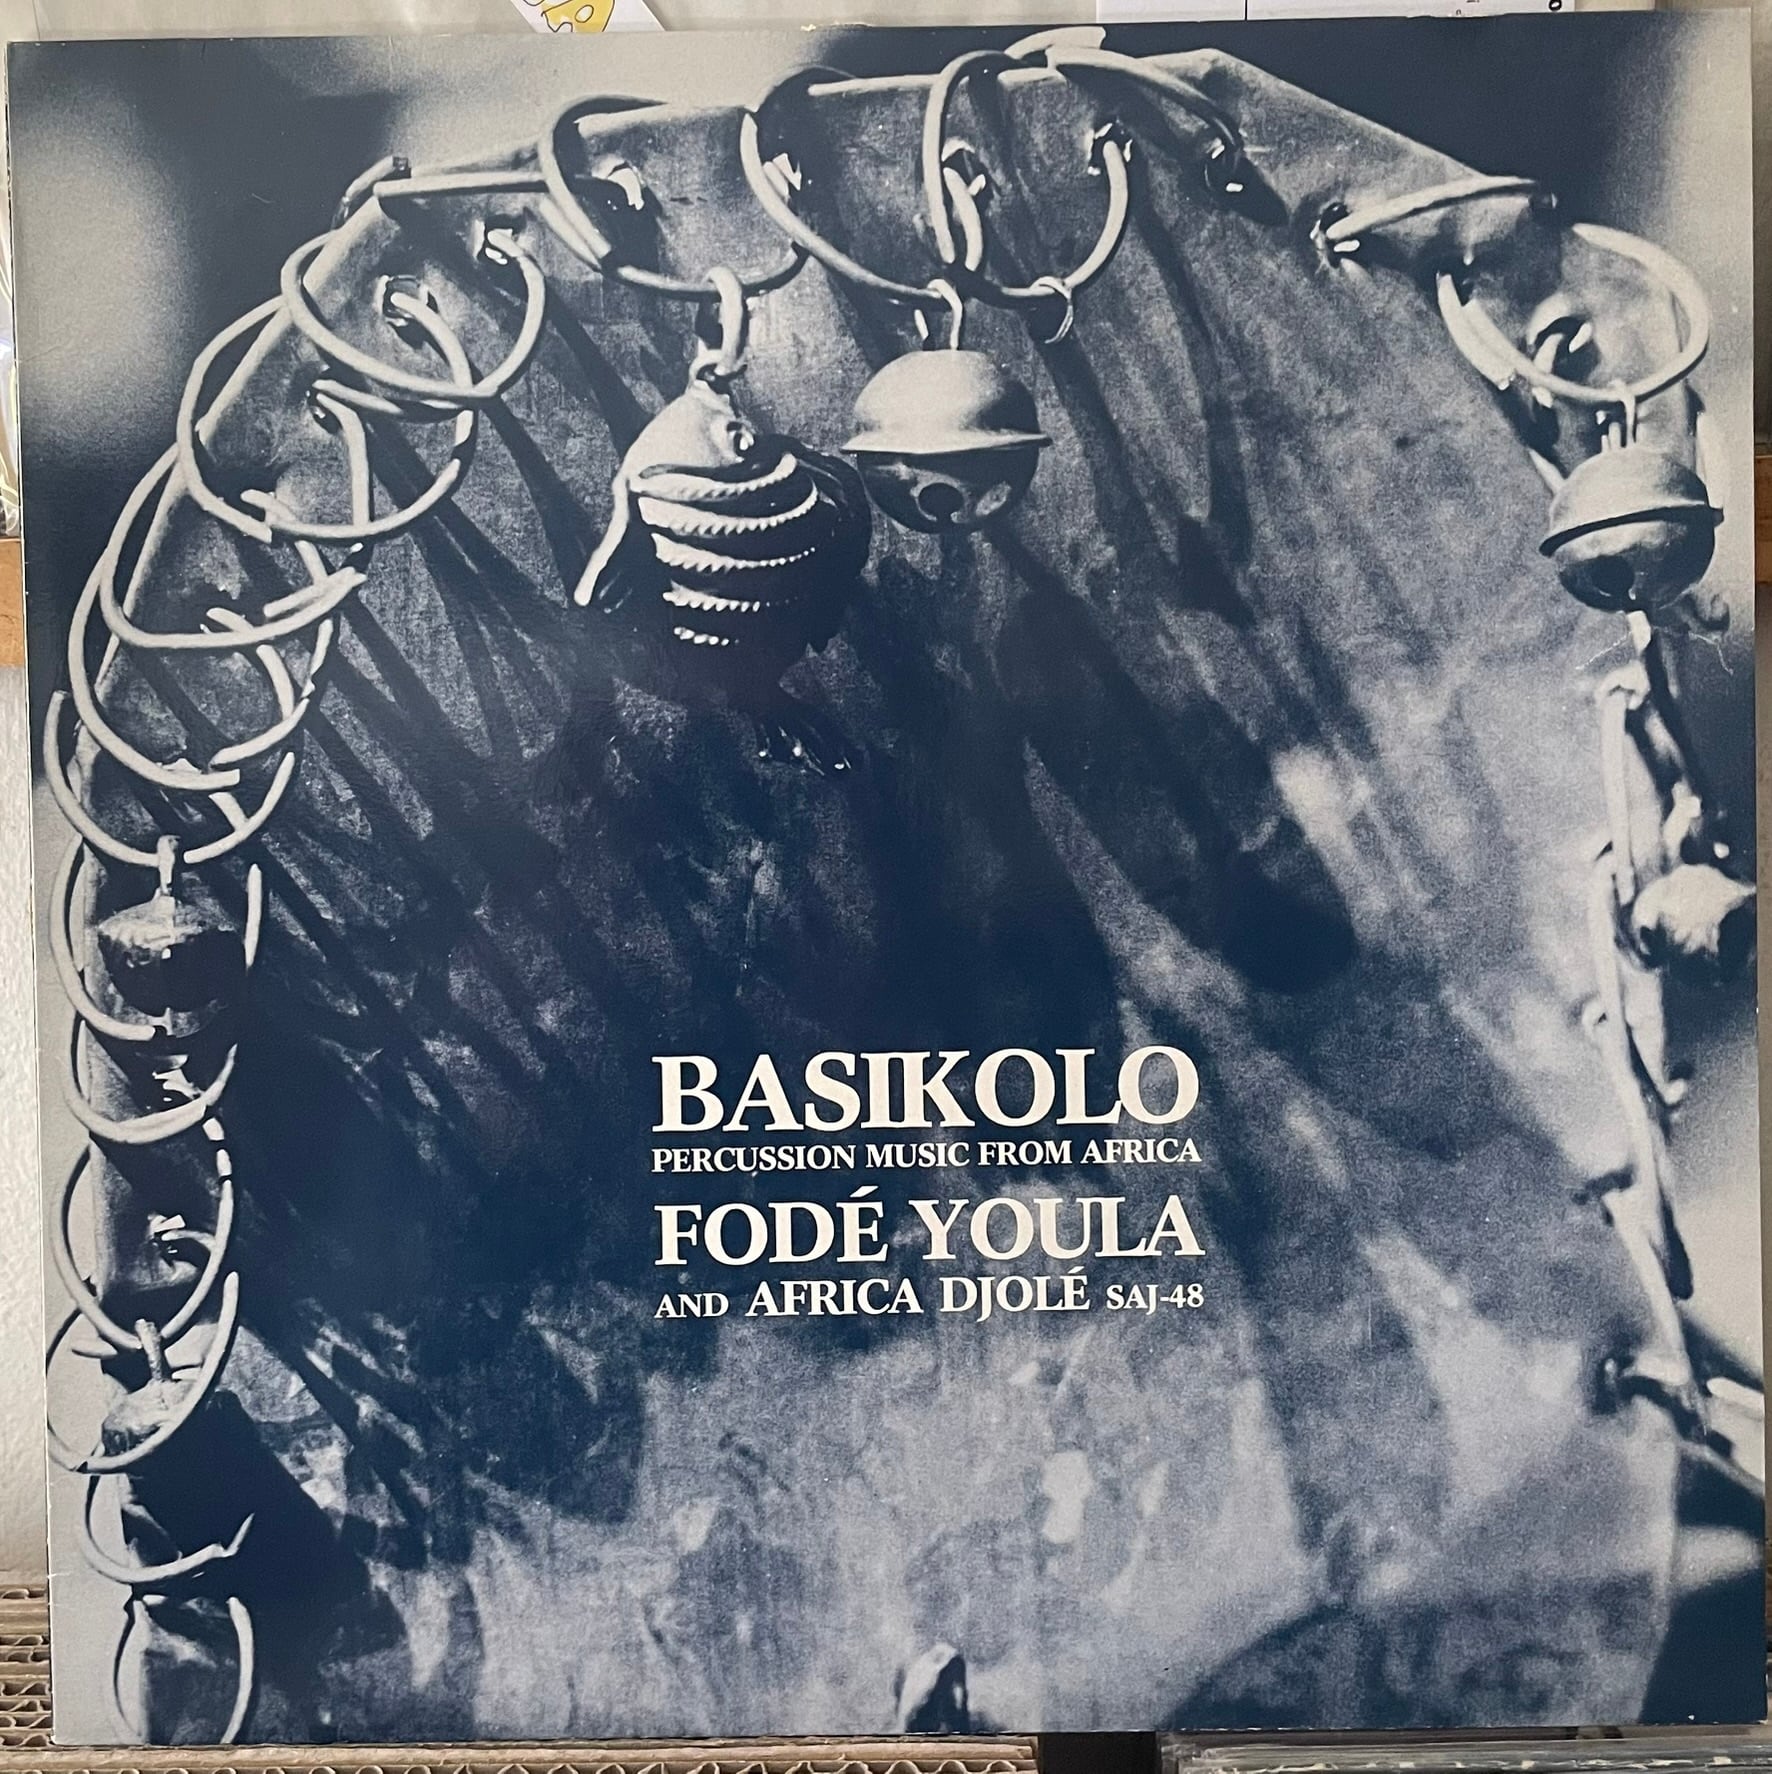 BASIKOLO
PERCUSSION MUSIC FROM AFRICA
FODÉ YOULA
AND AFRICA DJOLÉ SAJ-48